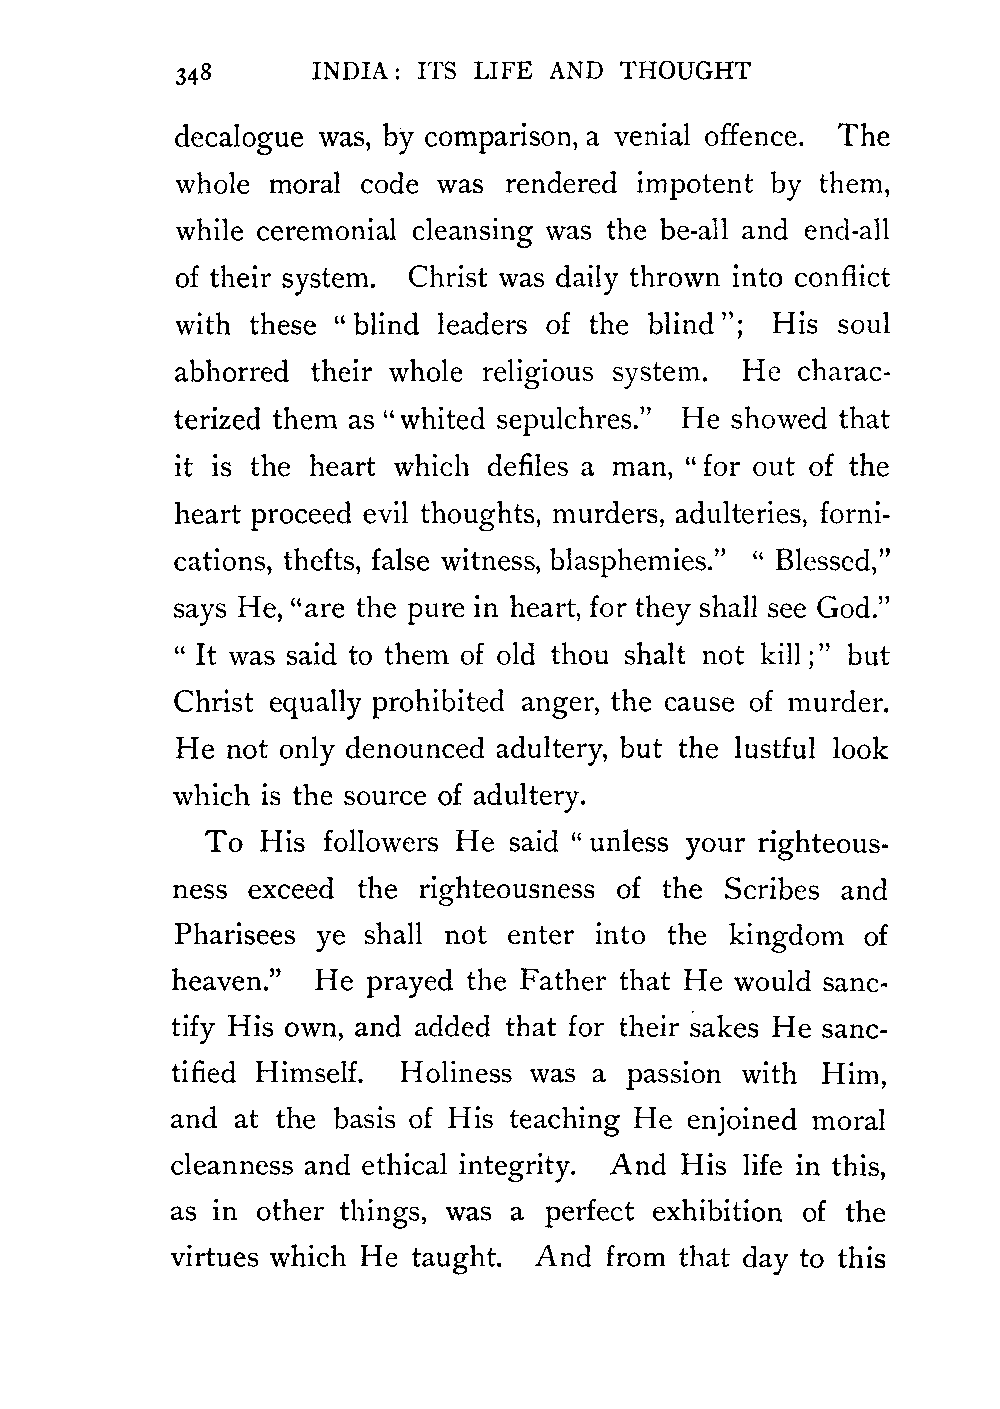 348 INDIA: ITS LIFE AND THOUGHT
decalogue was, by comparison, a venial offence. The
whole moral code was rendered impotent by them,
while ceremonial cleansing was the be-all and end-all
of their system. Christ was daily thrown into conflict
with these "blind leaders of the blind"; His soul
abhorred their whole religious system. He charac-
terized them as "whited sepulchres." He showed that
it is the heart which defiles a man, "for out of the
heart proceed evil thoughts, murders, adulteries, forni-
cations, thefts, false witness, blasphemies." "Blessed,"
says He, "are the pure in heart, for they shall see God."
"It was said to them of old thou shalt not kill;" but
Christ equally prohibited anger, the cause of murder.
He not only denounced adultery, but the lustful look
which is the source of adultery.
To His followers He said "unless your righteous-
ness exceed the righteousness of the Scribes and
Pharisees ye shall not enter into the kingdom of
heaven." He prayed the Father that He would sanc-
tify His own, and added that for their sakes He sanc-
tified Himself. Holiness was a passion with Him,
and at the basis of His teaching He enjoined moral
cleanness and ethical integrity. And His life in this,
as in other things, was a perfect exhibition of the
virtues which He taught. And from that day to this